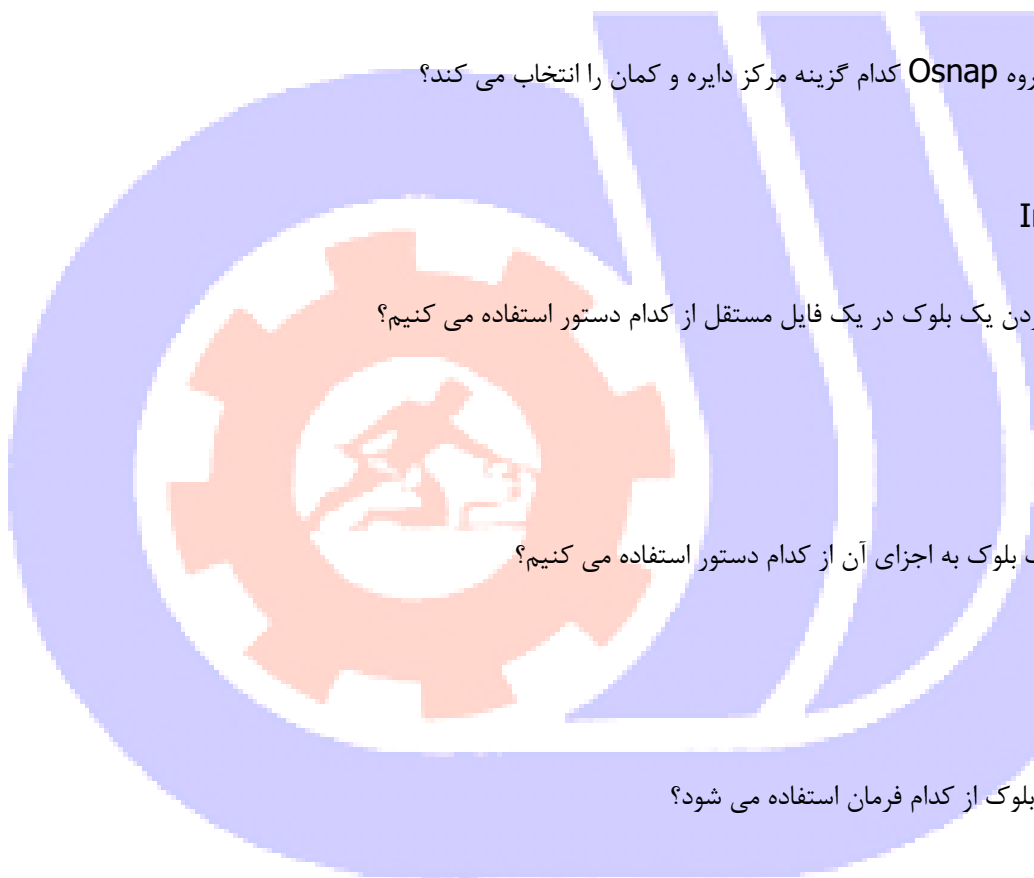 روه Osnap کدام گزینه مرکز دایره و کمان را انتخاب می کند؟
دن یک بلوک در یک فایل مستقل از کدام دستور استفاده می کنیم؟
بلوک به اجزای آن از کدام دستور استفاده می کنیم؟
بلوک از کدام فرمان استفاده می شود؟